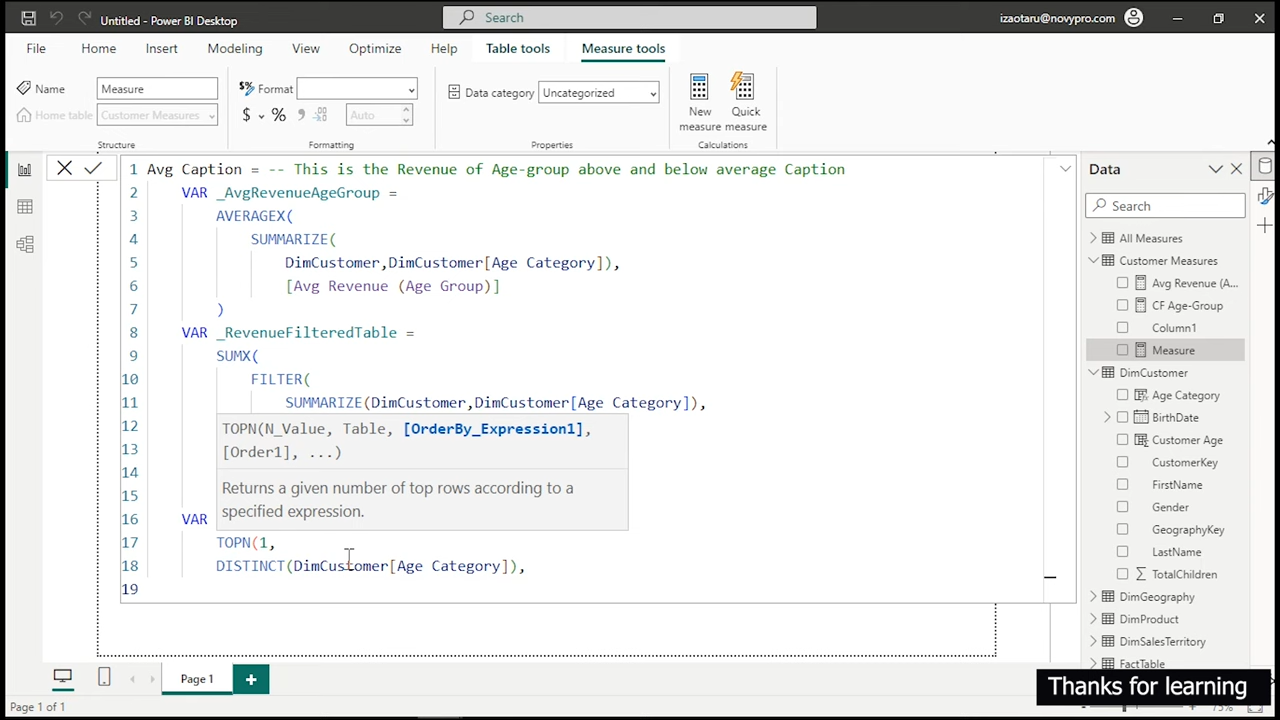 Untitled - Power BI Desktop
Search
izaotaru@novypro.com
File Home Insert Modeling View Optimize Help Table tools Measure tools
Name Measure
Home table Customer Measures
Structure
Format
$ % Auto
Formatting
Data category Uncategorized
Properties
New measure
Quick measure
Calculations
1 Avg Caption = -- This is the Revenue of Age-group above and below average Caption
2 VAR _AvgRevenueAgeGroup =
3 AVERAGEX(
4 SUMMARIZE(
5 DimCustomer,DimCustomer[Age Category]),
6 [Avg Revenue (Age Group)]
7 )
8 VAR _RevenueFilteredTable =
9 SUMX(
10 FILTER(
11 SUMMARIZE(DimCustomer,DimCustomer[Age Category]),
12
13
14
15
16 VAR
17 TOPN(1,
18 DISTINCT(DimCustomer[Age Category]),
19
TOPN(N_Value, Table, [OrderBy_Expression1],
[Order1], ...)
Returns a given number of top rows according to a
specified expression.
Data
Search
All Measures
Customer Measures
Avg Revenue (A...
CF Age-Group
Column1
Measure
DimCustomer
Age Category
BirthDate
Customer Age
CustomerKey
FirstName
Gender
GeographyKey
LastName
TotalChildren
DimGeography
DimProduct
DimSalesTerritory
FactTable
Page 1
Page 1 of 1
Thanks for learning
75%